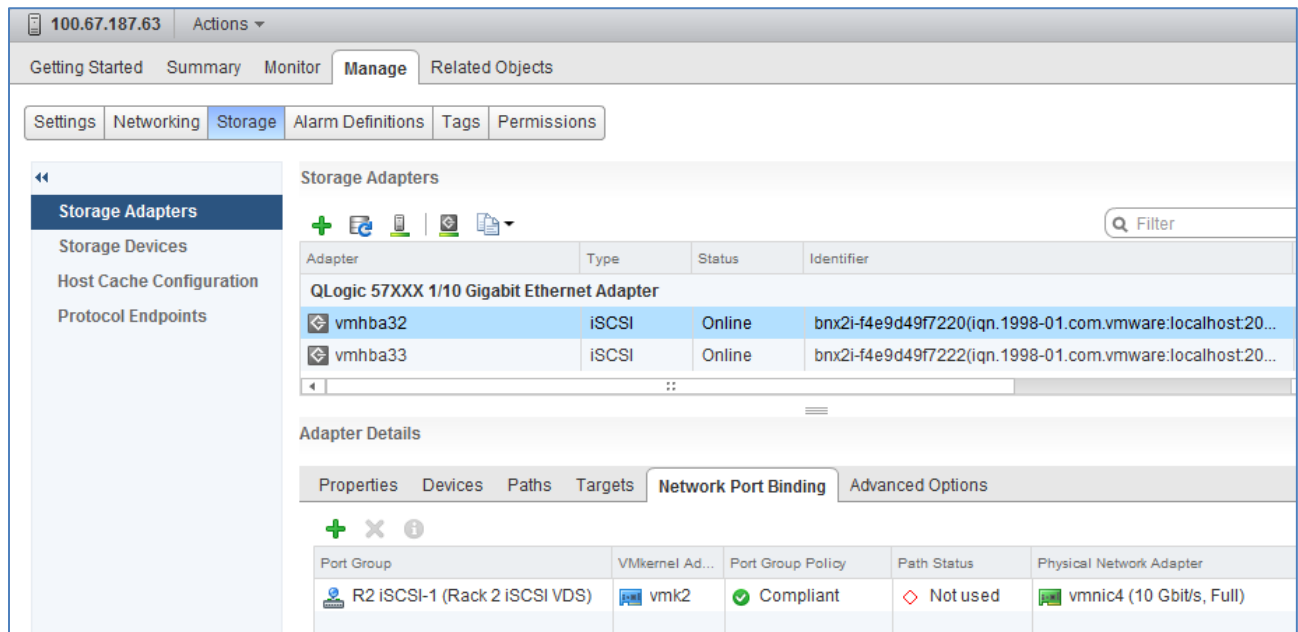 100.67.187.63 Actions
Getting Started Summary Monitor Manage Related Objects
Settings Networking Storage Alarm Definitions Tags Permissions
Storage Adapters
Storage Devices
Host Cache Configuration
Protocol Endpoints
Storage Adapters
Filter
Adapter Type Status Identifier
QLogic 57XXX 1/10 Gigabit Ethernet Adapter
vmhba32 iSCSI Online bnx2i-f4e9d49f7220(iqn.1998-01.com.vmware:localhost:20...
vmhba33 iSCSI Online bnx2i-f4e9d49f7222(iqn.1998-01.com.vmware:localhost:20...
Adapter Details
Properties Devices Paths Targets Network Port Binding Advanced Options
Port Group VMkernel Ad... Port Group Policy Path Status Physical Network Adapter
R2 iSCSI-1 (Rack 2 iSCSI VDS) vmk2 Compliant Not used vmnic4 (10 Gbit/s, Full)